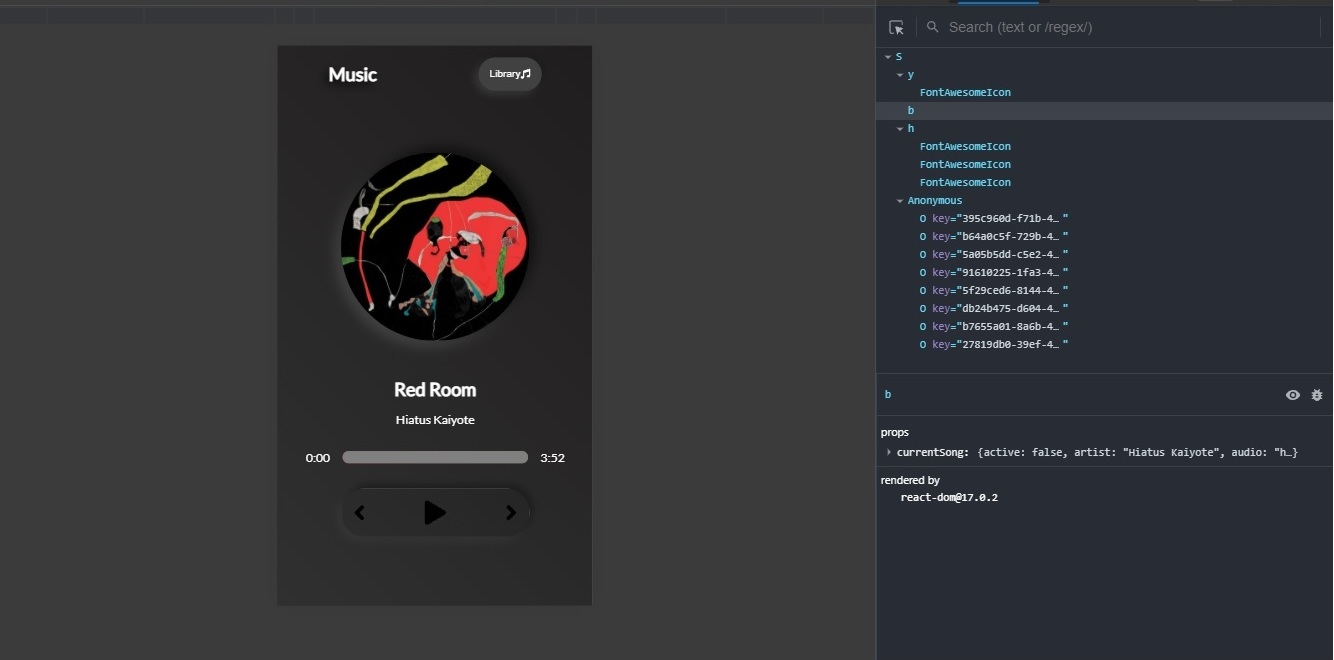 Music
Library
Red Room
Hiatus Kaiyote
0:00
3:52
Search (text or /regex/)
S
y
FontAwesomeIcon
b
h
FontAwesomeIcon
FontAwesomeIcon
FontAwesomeIcon
Anonymous
O key="395c960d-f71b-4… "
O key="b64a0c5f-729b-4… "
O key="5a05b5dd-c5e2-4… "
O key="91610225-1fa3-4… "
O key="5f29ced6-8144-4… "
O key="db24b475-d604-4… "
O key="b7655a01-8a6b-4… "
O key="27819db0-39ef-4… "
b
props
currentSong: {active: false, artist: "Hiatus Kaiyote", audio: "h…}
rendered by
react-dom@17.0.2